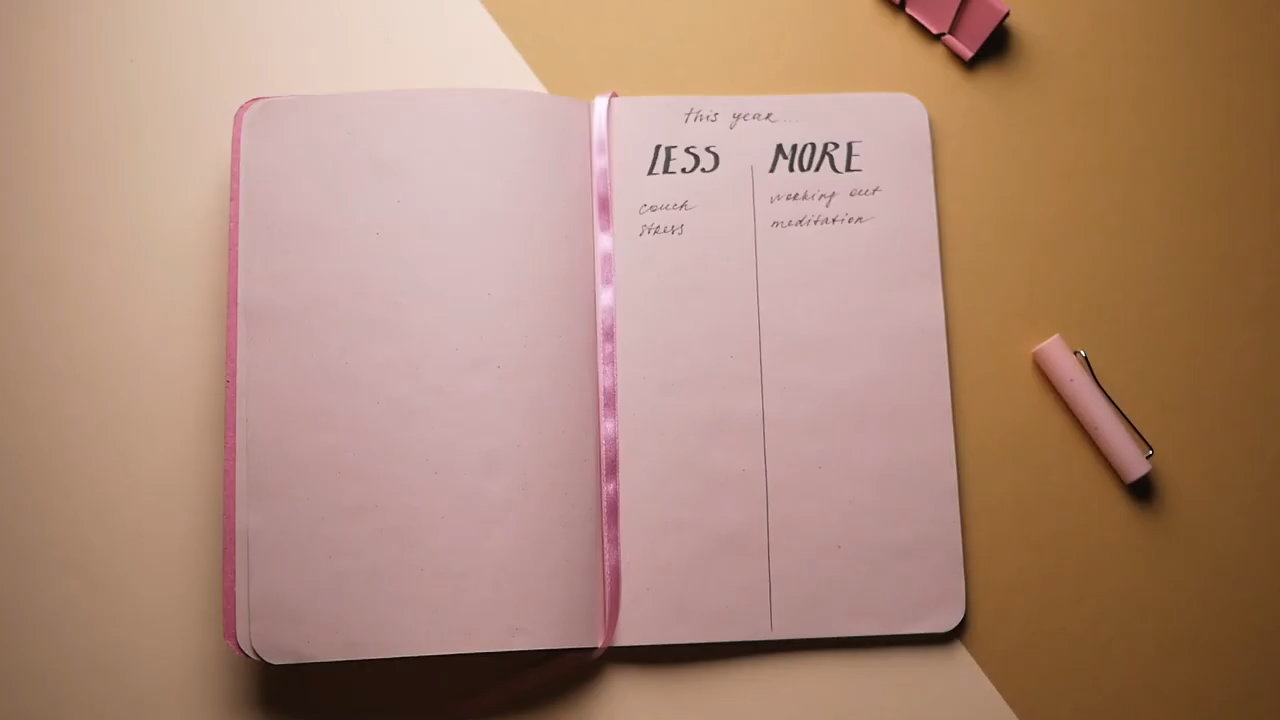 this year...
LESS
MORE
couch
stress
working out
meditation